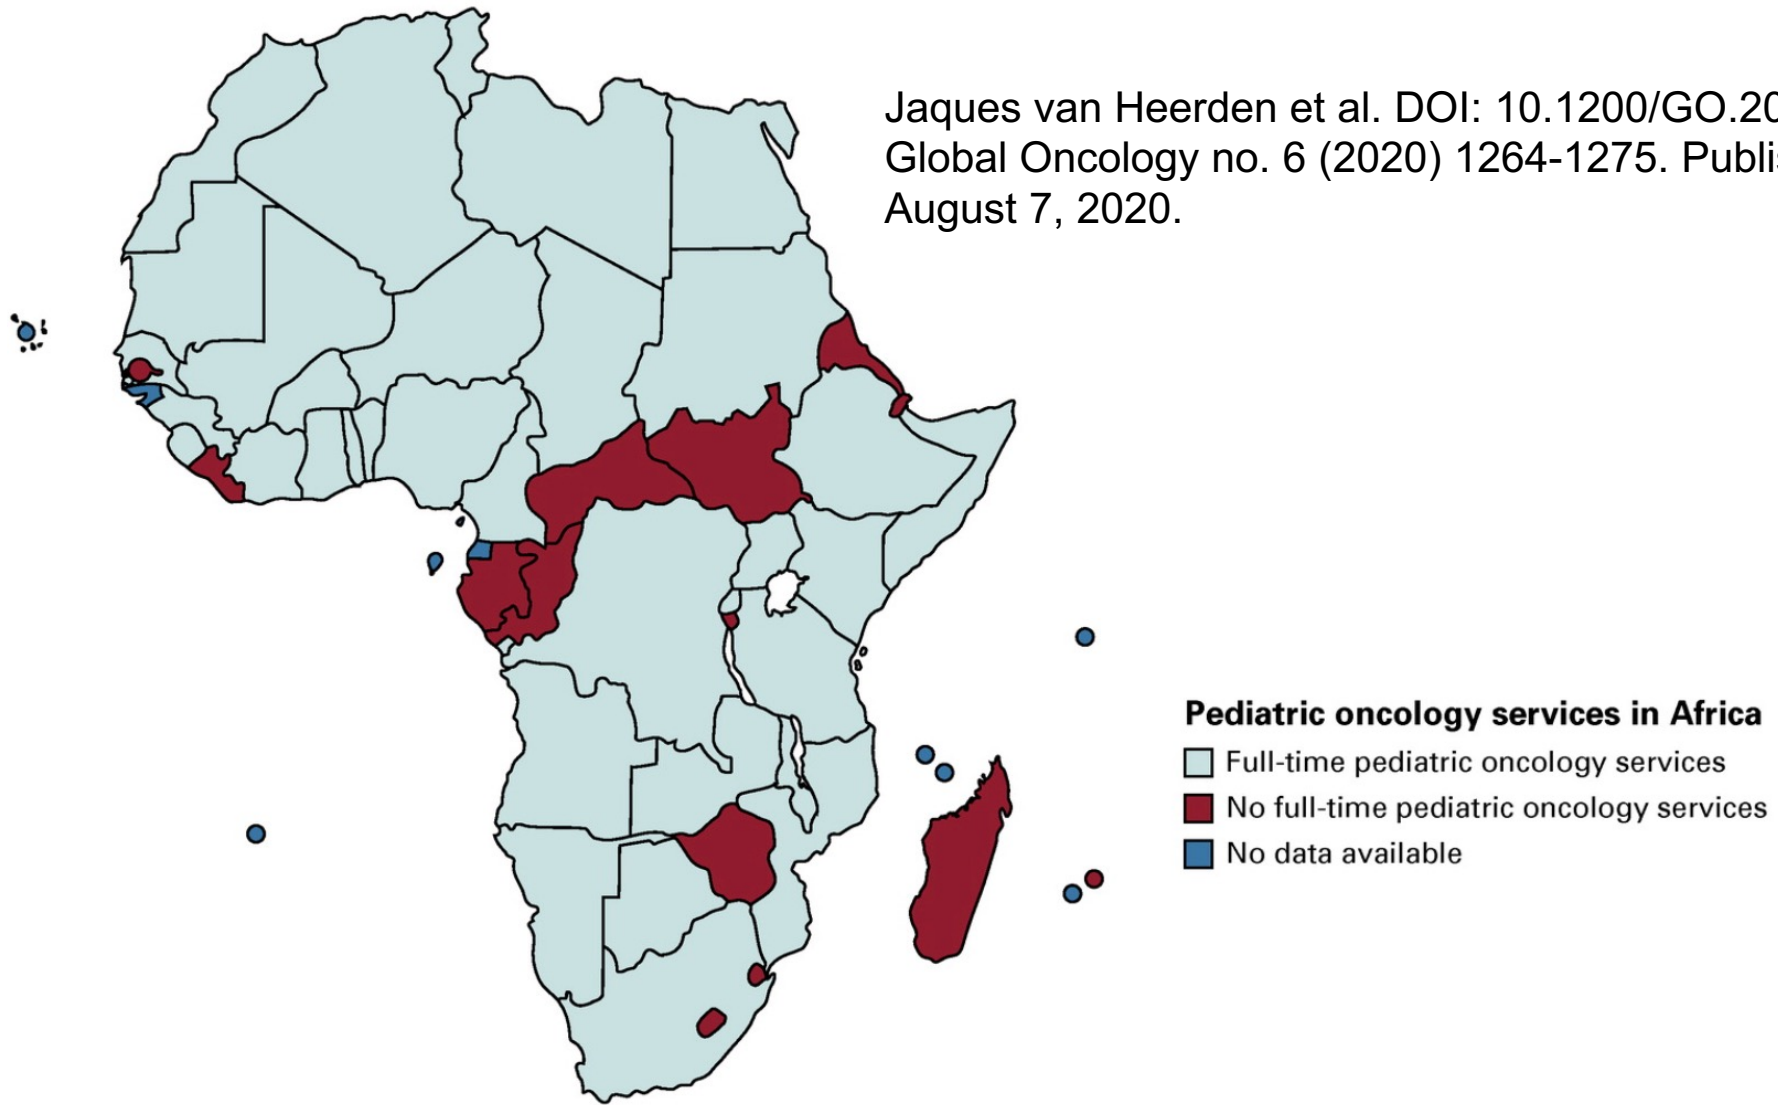 Jaques van Heerden et al. DOI: 10.1200/GO.20
Global Oncology no. 6 (2020) 1264-1275. Publis
August 7, 2020.
Pediatric oncology services in Africa
Full-time pediatric oncology services
No full-time pediatric oncology services
No data available